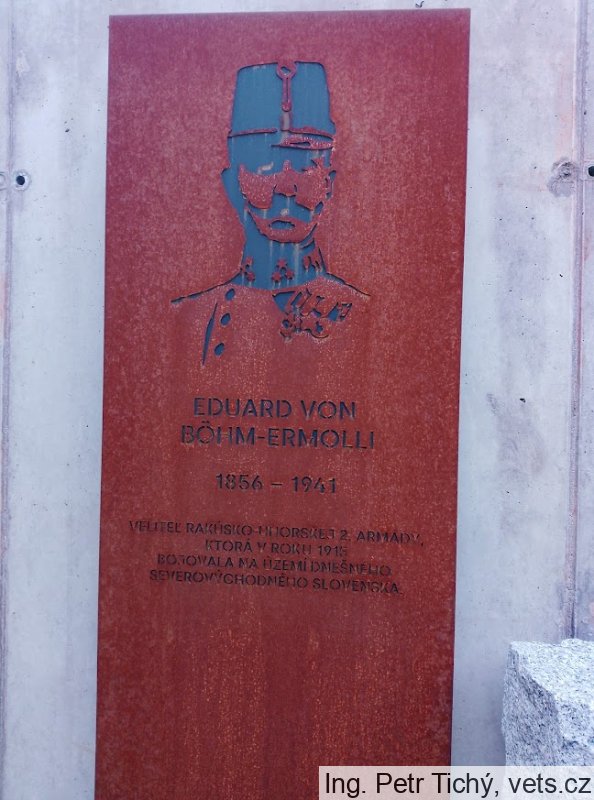 EDUARD VON
BÖHM-ERMOLLI
1856 – 1941
VELITEĽ RAKÚSKO-UHORSKEJ 2. ARMÁDY,
KTORÁ V ROKU 1915
BOJOVALA NA ÚZEMÍ DNEŠNÉHO
SEVEROVÝCHODNÉHO SLOVENSKA.
Ing. Petr Tichý, vets.cz